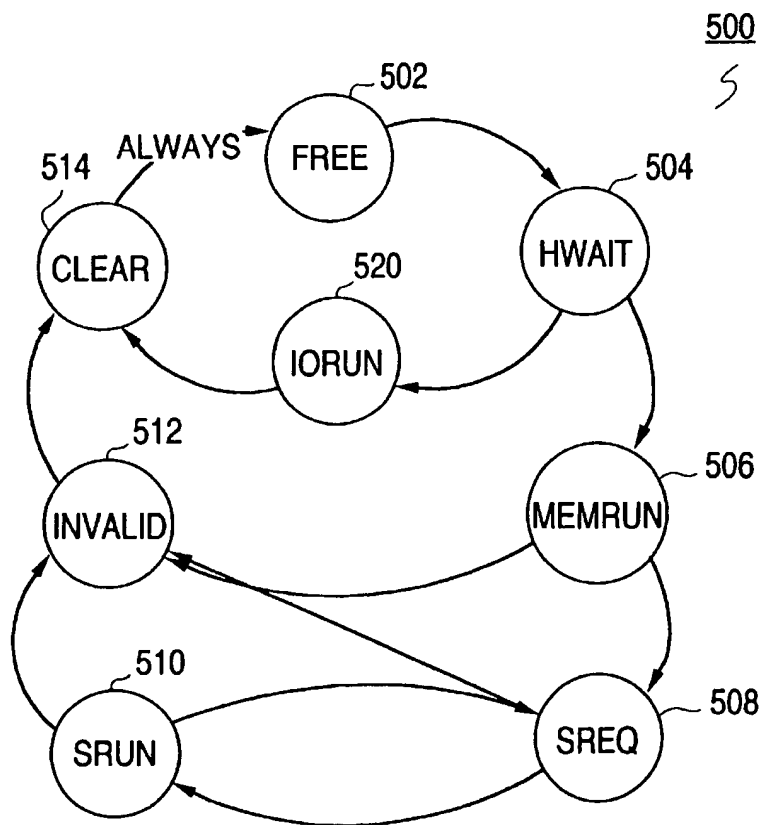 500
502
ALWAYS
FREE
514
504
CLEAR
HWAIT
520
IORUN
512
506
INVALID
MEMRUN
510
508
SRUN
SREQ